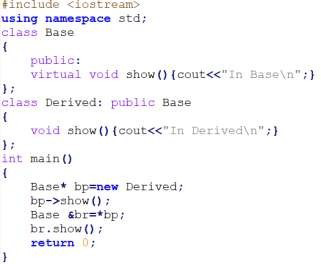 #include <iostream>
using namespace std;
class Base
{
    public:
    virtual void show(){cout<<"In Base\n";}
};
class Derived: public Base
{
    void show(){cout<<"In Derived\n";}
};
int main()
{
    Base* bp=new Derived;
    bp->show();
    Base &br=*bp;
    br.show();
    return 0;
}